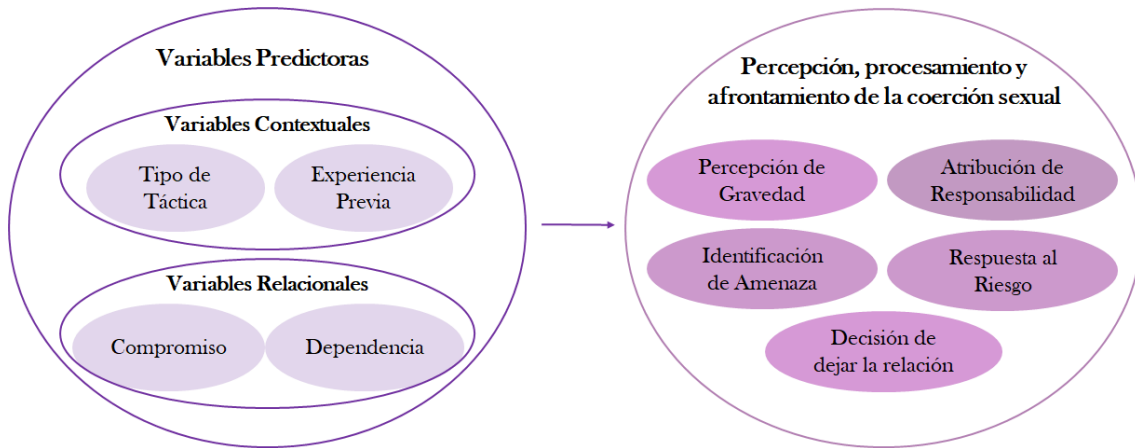 Variables Predictoras
Variables Contextuales
Tipo de
Táctica
Experiencia
Previa
Variables Relacionales
Compromiso
Dependencia
Percepción, procesamiento y
afrontamiento de la coerción sexual
Percepción de
Gravedad
Atribución de
Responsabilidad
Identificación
de Amenaza
Respuesta al
Riesgo
Decisión de
dejar la relación